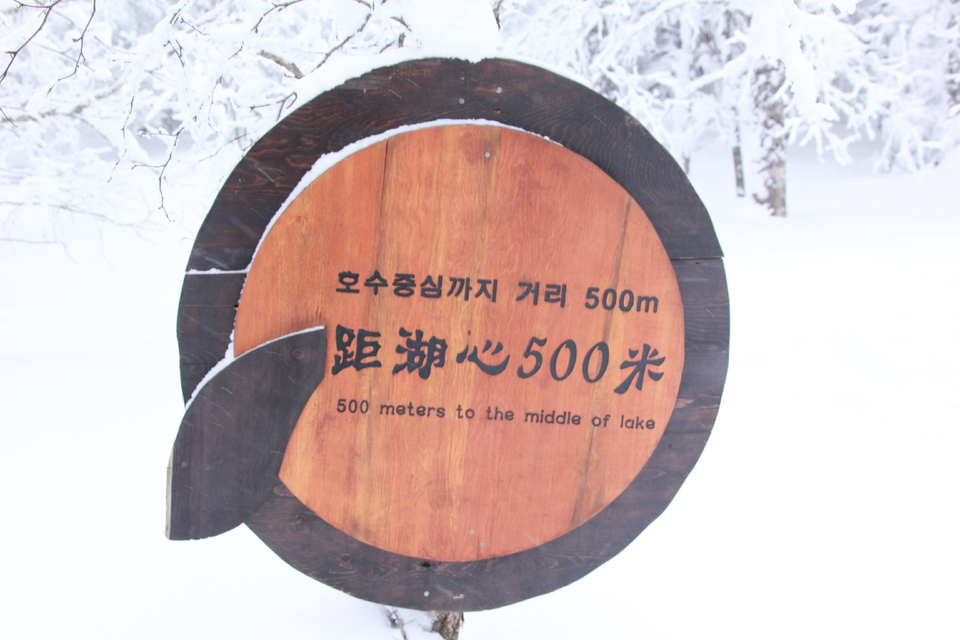 호수중심까지 거리 500m
距湖心500米
500 meters to the middle of lake